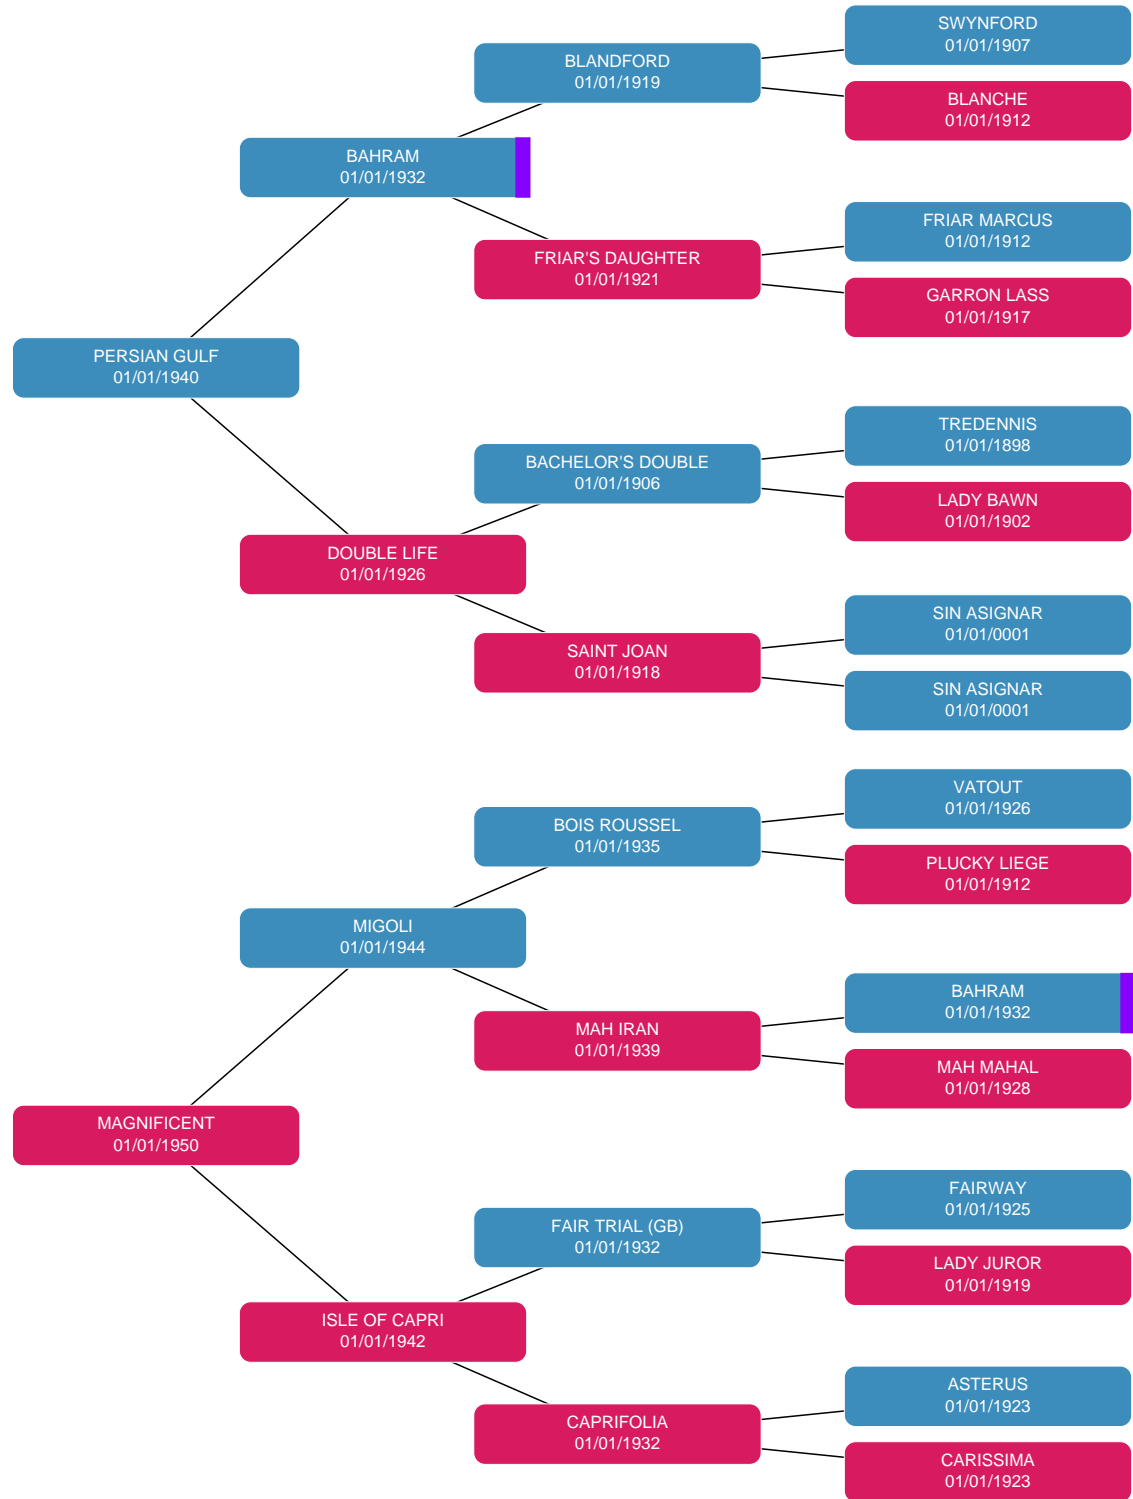 SWYNFORD
01/01/1907
BLANDFORD
01/01/1919
BLANCHE
01/01/1912
BAHRAM
01/01/1932
FRIAR MARCUS
01/01/1912
FRIAR'S DAUGHTER
01/01/1921
GARRON LASS
01/01/1917
PERSIAN GULF
01/01/1940
TREDENNIS
01/01/1898
BACHELOR'S DOUBLE
01/01/1906
LADY BAWN
01/01/1902
DOUBLE LIFE
01/01/1926
SIN ASIGNAR
01/01/0001
SAINT JOAN
01/01/1918
SIN ASIGNAR
01/01/0001
VATOUT
01/01/1926
BOIS ROUSSEL
01/01/1935
PLUCKY LIEGE
01/01/1912
MIGOLI
01/01/1944
BAHRAM
01/01/1932
MAH IRAN
01/01/1939
MAH MAHAL
01/01/1928
MAGNIFICENT
01/01/1950
FAIRWAY
01/01/1925
FAIR TRIAL (GB)
01/01/1932
LADY JUROR
01/01/1919
ISLE OF CAPRI
01/01/1942
ASTERUS
01/01/1923
CAPRIFOLIA
01/01/1932
CARISSIMA
01/01/1923